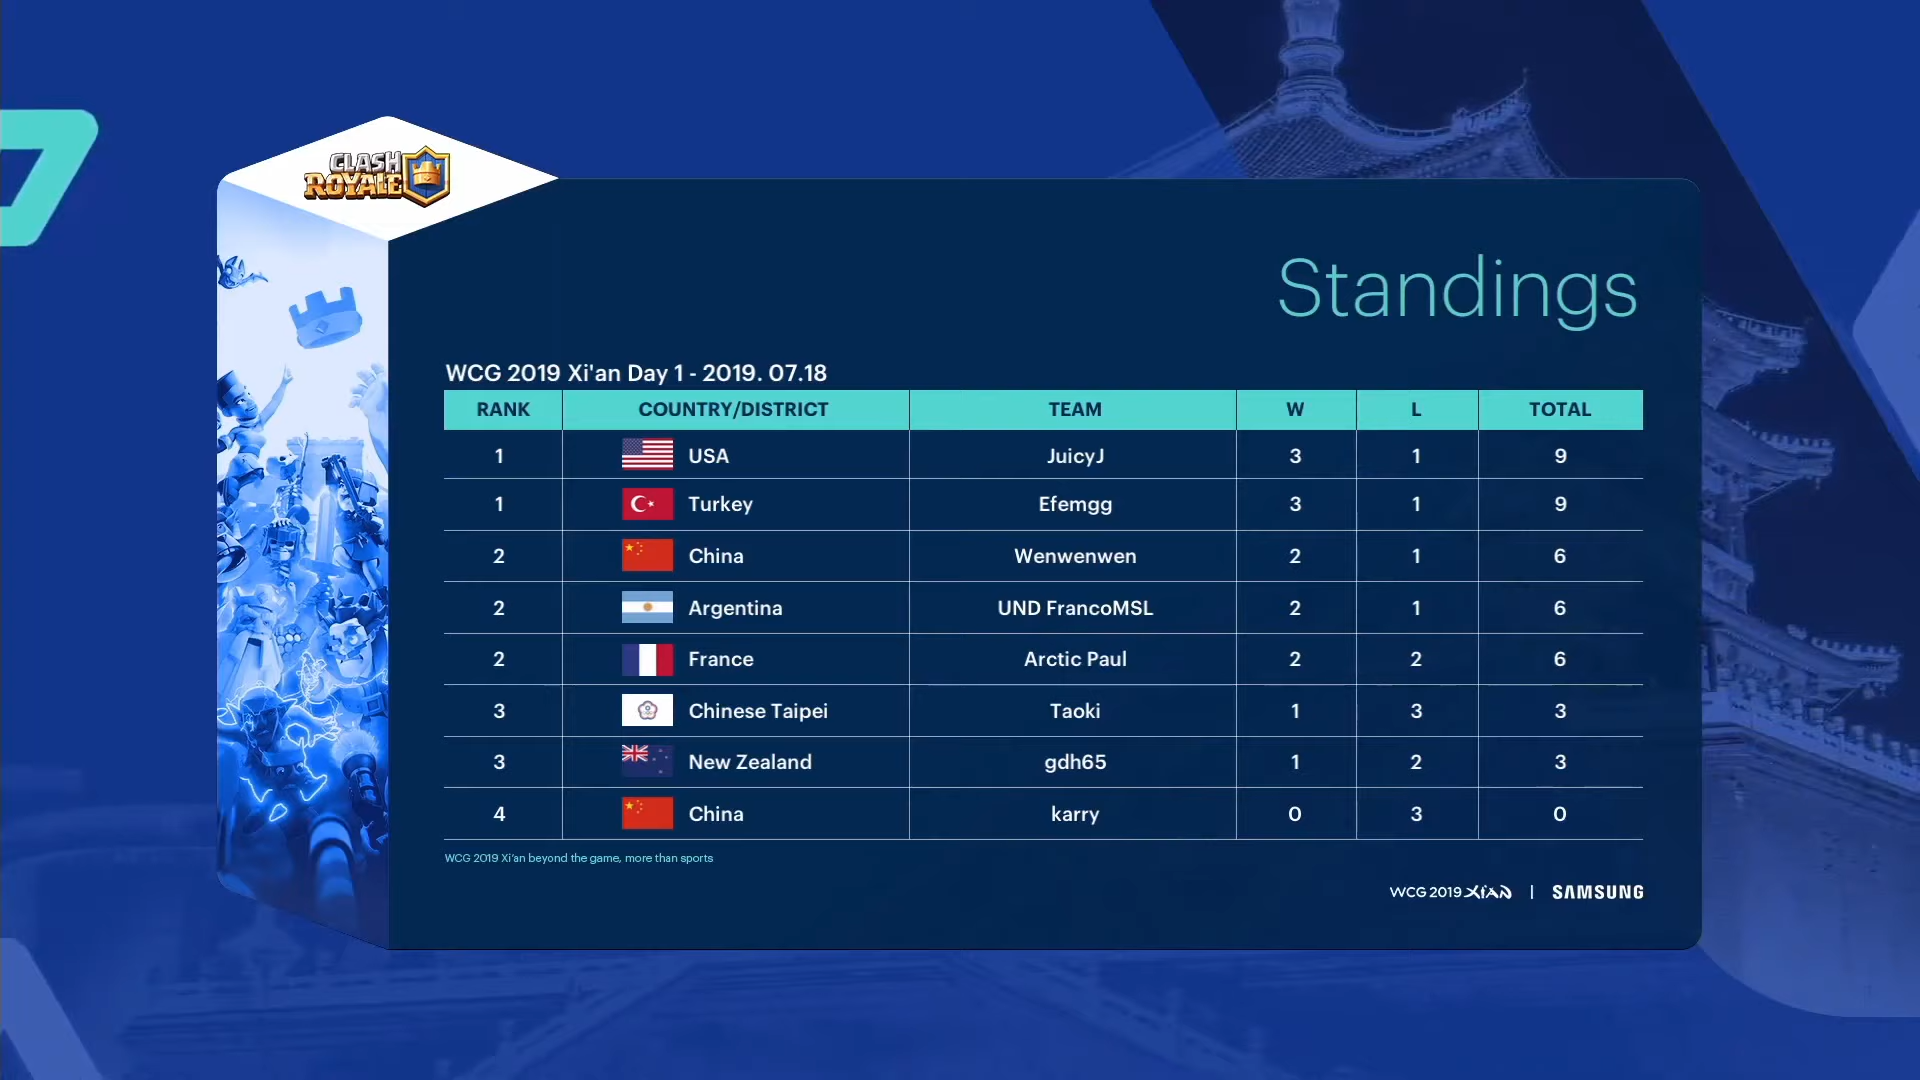 CLASH
ROYALE
Standings
WCG 2019 Xi'an Day 1 - 2019. 07.18
RANK COUNTRY/DISTRICT TEAM W L TOTAL
1 USA JuicyJ 3 1 9
1 Turkey Efemgg 3 1 9
2 China Wenwenwen 2 1 6
2 Argentina UND FrancoMSL 2 1 6
2 France Arctic Paul 2 2 6
3 Chinese Taipei Taoki 1 3 3
3 New Zealand gdh65 1 2 3
4 China karry 0 3 0
WCG 2019 Xi'an beyond the game, more than sports
WCG 2019 XI'AN | SAMSUNG